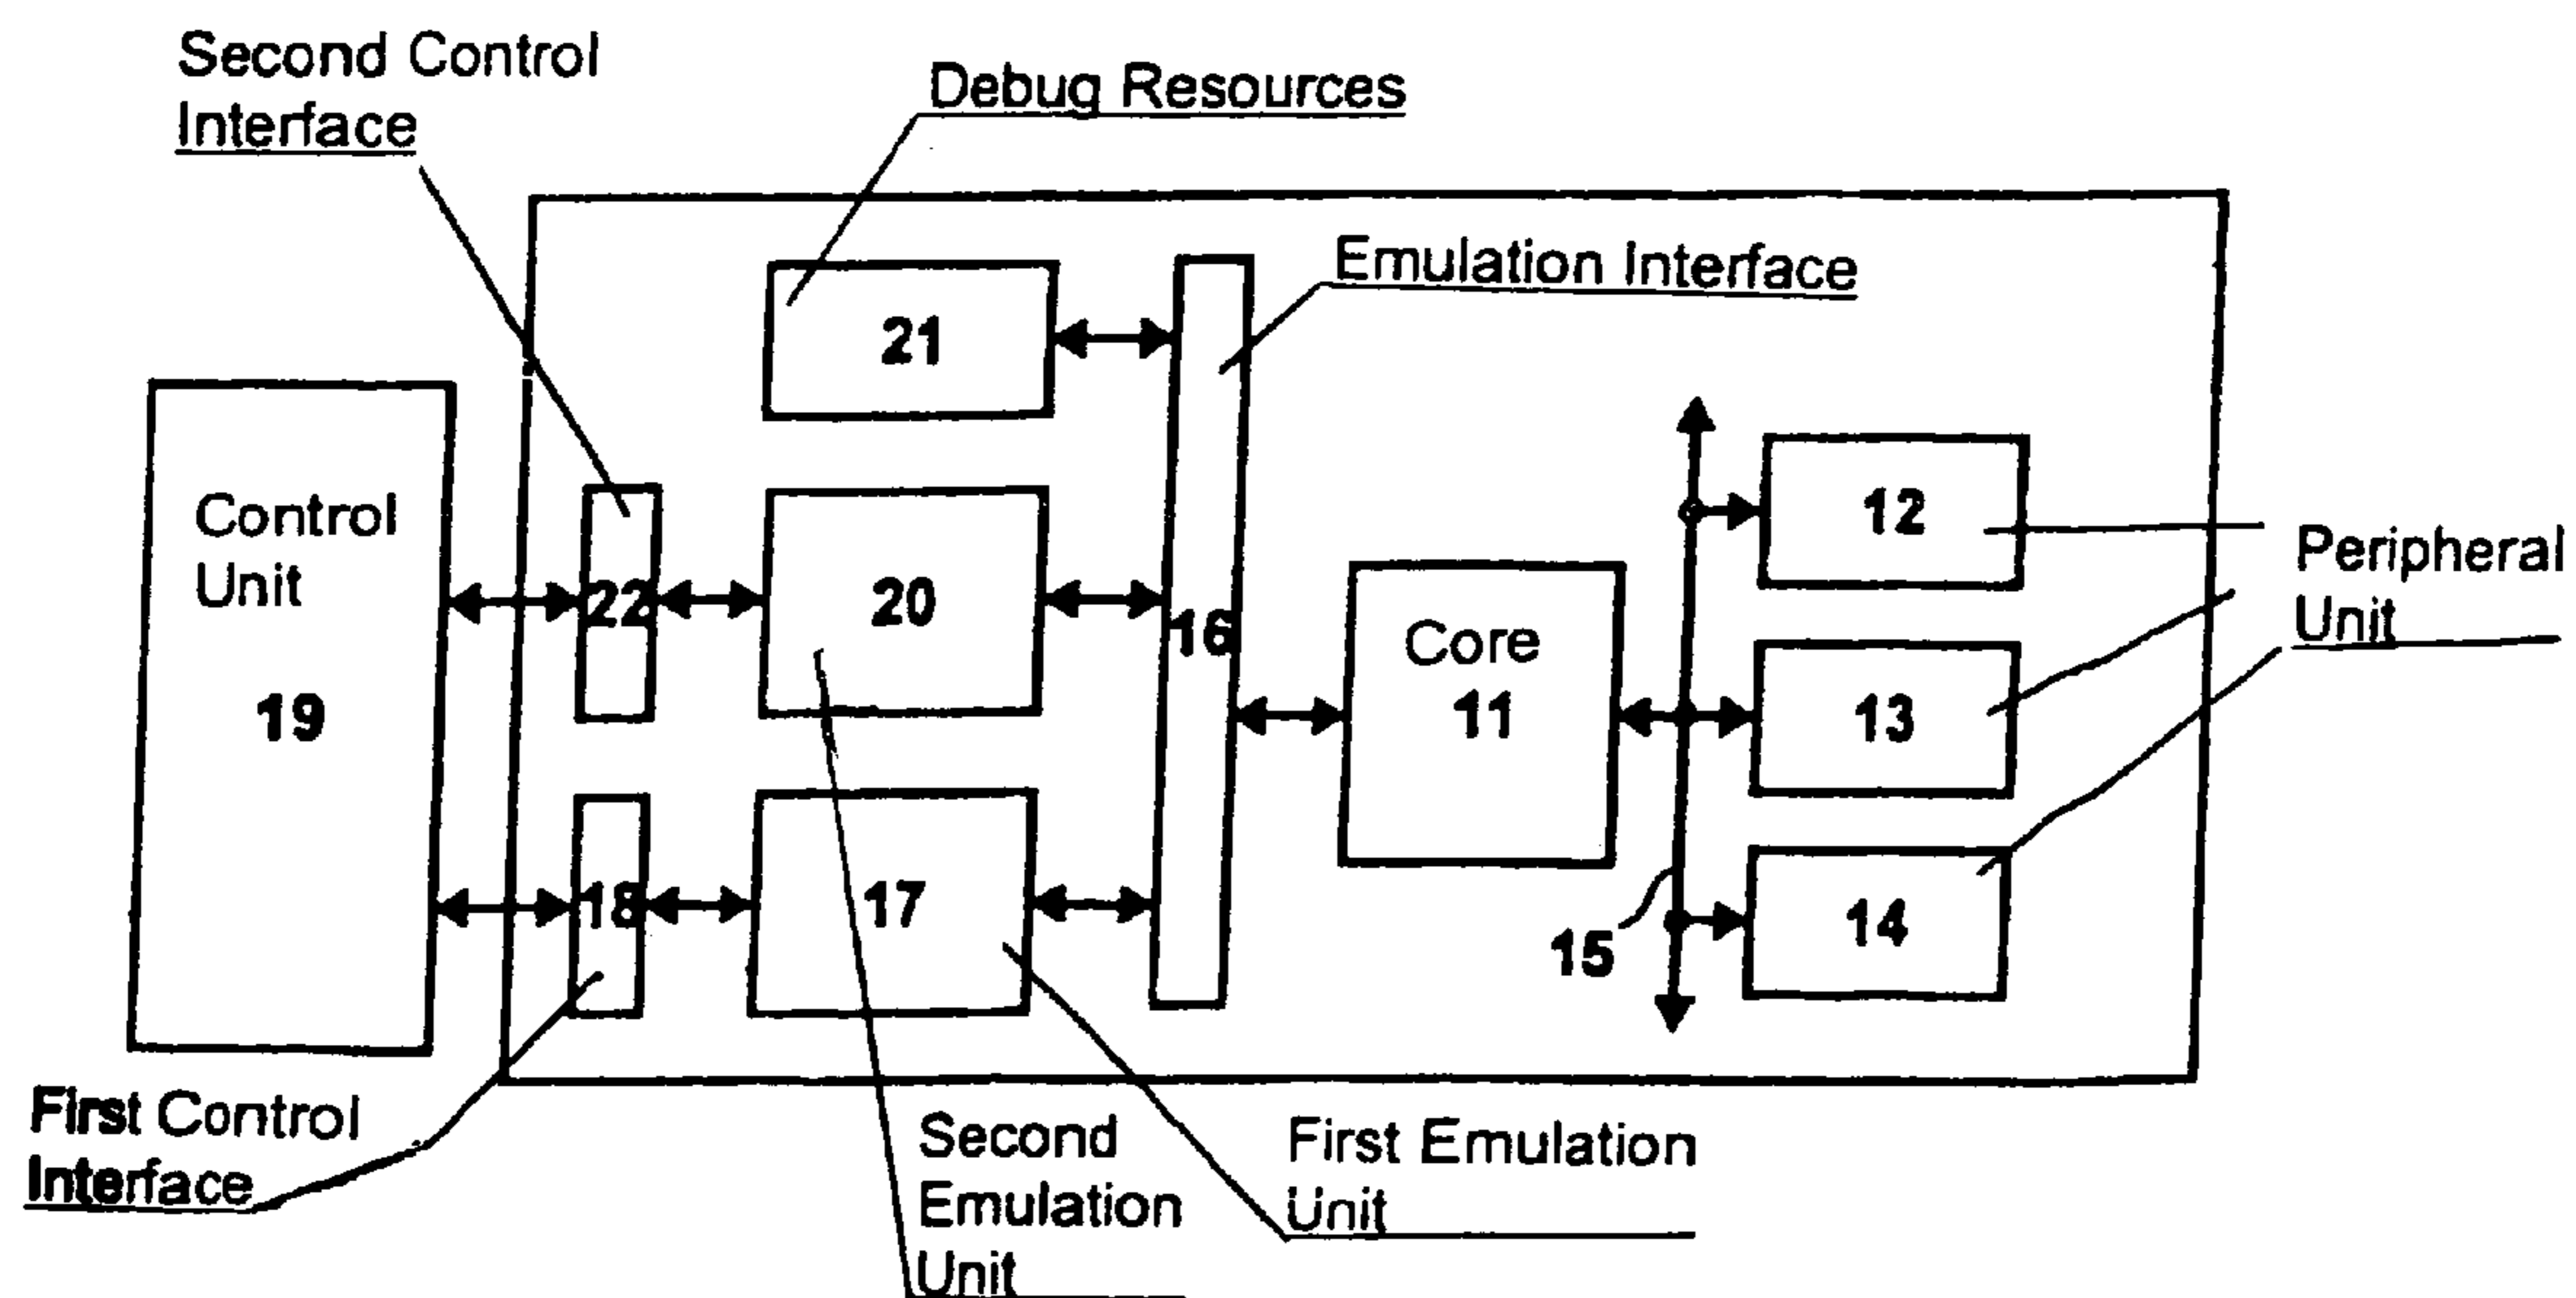 Second Control
Interface
Debug Resources
Emulation Interface
21
Control
Unit
19
22
20
16
Core
11
12
13
14
Peripheral
Unit
18
17
15
First Control
Interface
Second
Emulation
Unit
First Emulation
Unit